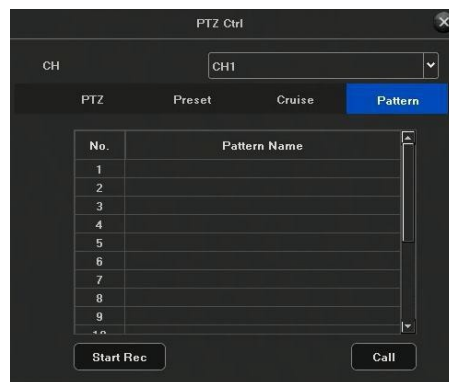 PTZ Ctrl
CH CH1
PTZ Preset Cruise Pattern
No. Pattern Name
1
2
3
4
5
6
7
8
9
10
Start Rec Call